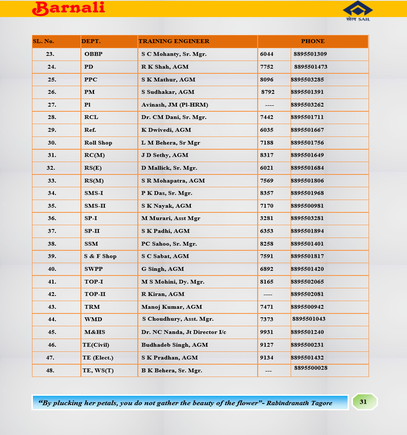 Barnali
सेल SAIL
SL. No. DEPT. TRAINING ENGINEER PHONE
23. OBBP S C Mohanty, Sr. Mgr. 6044 8895501309
24. PD R K Shah, AGM 7752 8895501473
25. PPC S K Mathur, AGM 8096 8895503285
26. PM S Sudhakar, AGM 8792 8895501391
27. PI Avinash, JM (PI-HRM) ---- 8895503262
28. RCL Dr. CM Dani, Sr. Mgr. 7442 8895501711
29. Ref. K Dwivedi, AGM 6035 8895501667
30. Roll Shop L M Behera, Sr Mgr 7188 8895501756
31. RC(M) J D Sethy, AGM 8317 8895501649
32. RS(E) D Mallick, Sr. Mgr. 6021 8895501684
33. RS(M) S R Mohapatra, AGM 7569 8895501806
34. SMS-I P K Das, Sr. Mgr. 8357 8895501968
35. SMS-II S K Nayak, AGM 7170 8895500981
36. SP-I M Murari, Asst Mgr 3281 8895503281
37. SP-II S K Padhi, AGM 6353 8895501894
38. SSM PC Sahoo, Sr. Mgr. 8258 8895501401
39. S & F Shop S C Sabat, AGM 7591 8895501817
40. SWPP G Singh, AGM 6892 8895501420
41. TOP-I M S Mohini, Dy. Mgr. 8165 8895502065
42. TOP-II R Kiran, AGM ---- 8895502081
43. TRM Manoj Kumar, AGM 7471 8895500942
44. WMD S Choudhury, Asst. Mgr. 7373 8895501043
45. M&HS Dr. NC Nanda, Jt Director I/c 9931 8895501240
46. TE(Civil) Budhadeb Singh, AGM 9127 8895500231
47. TE (Elect.) S K Pradhan, AGM 9134 8895501432
48. TE, WS(T) B K Behera, Sr. Mgr. --- 8895500028
"By plucking her petals, you do not gather the beauty of the flower"- Rabindranath Tagore
31